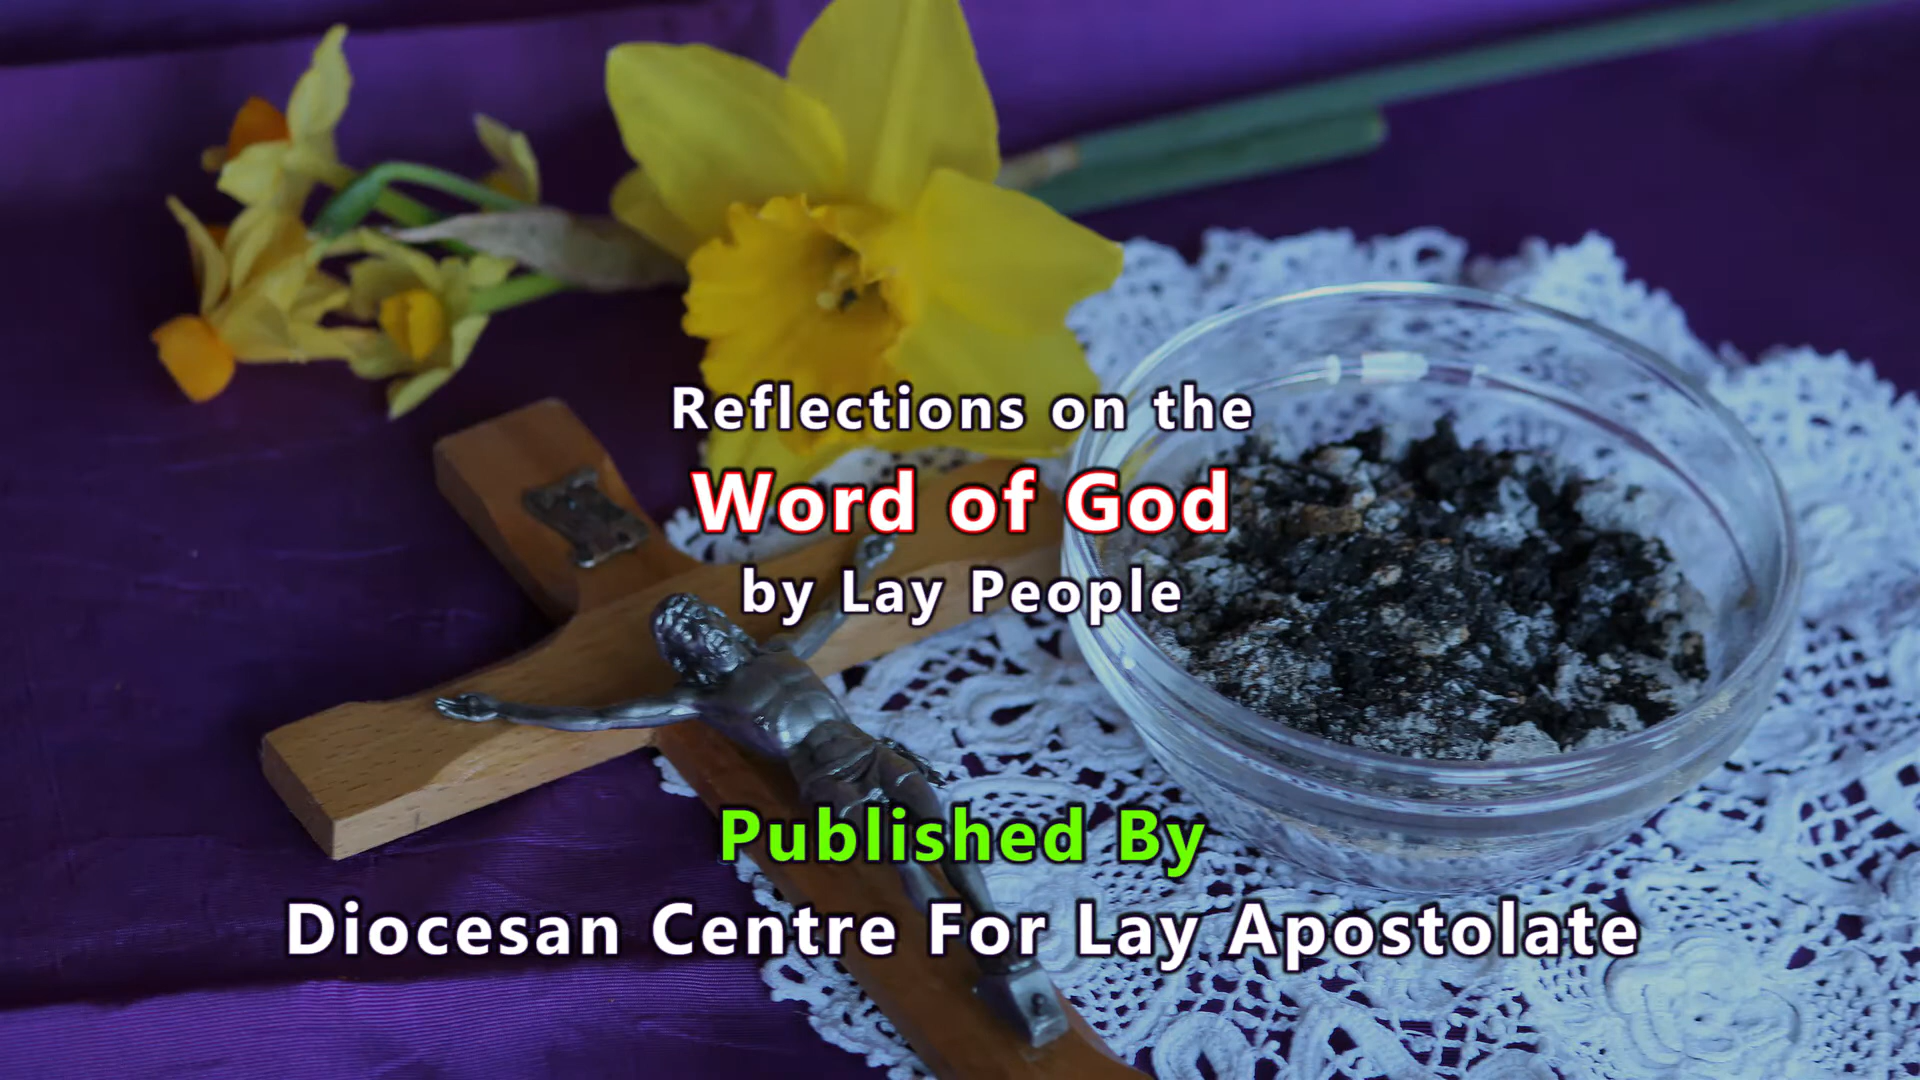 Reflections on the
Word of God
by Lay People
Published By
Diocesan Centre For Lay Apostolate